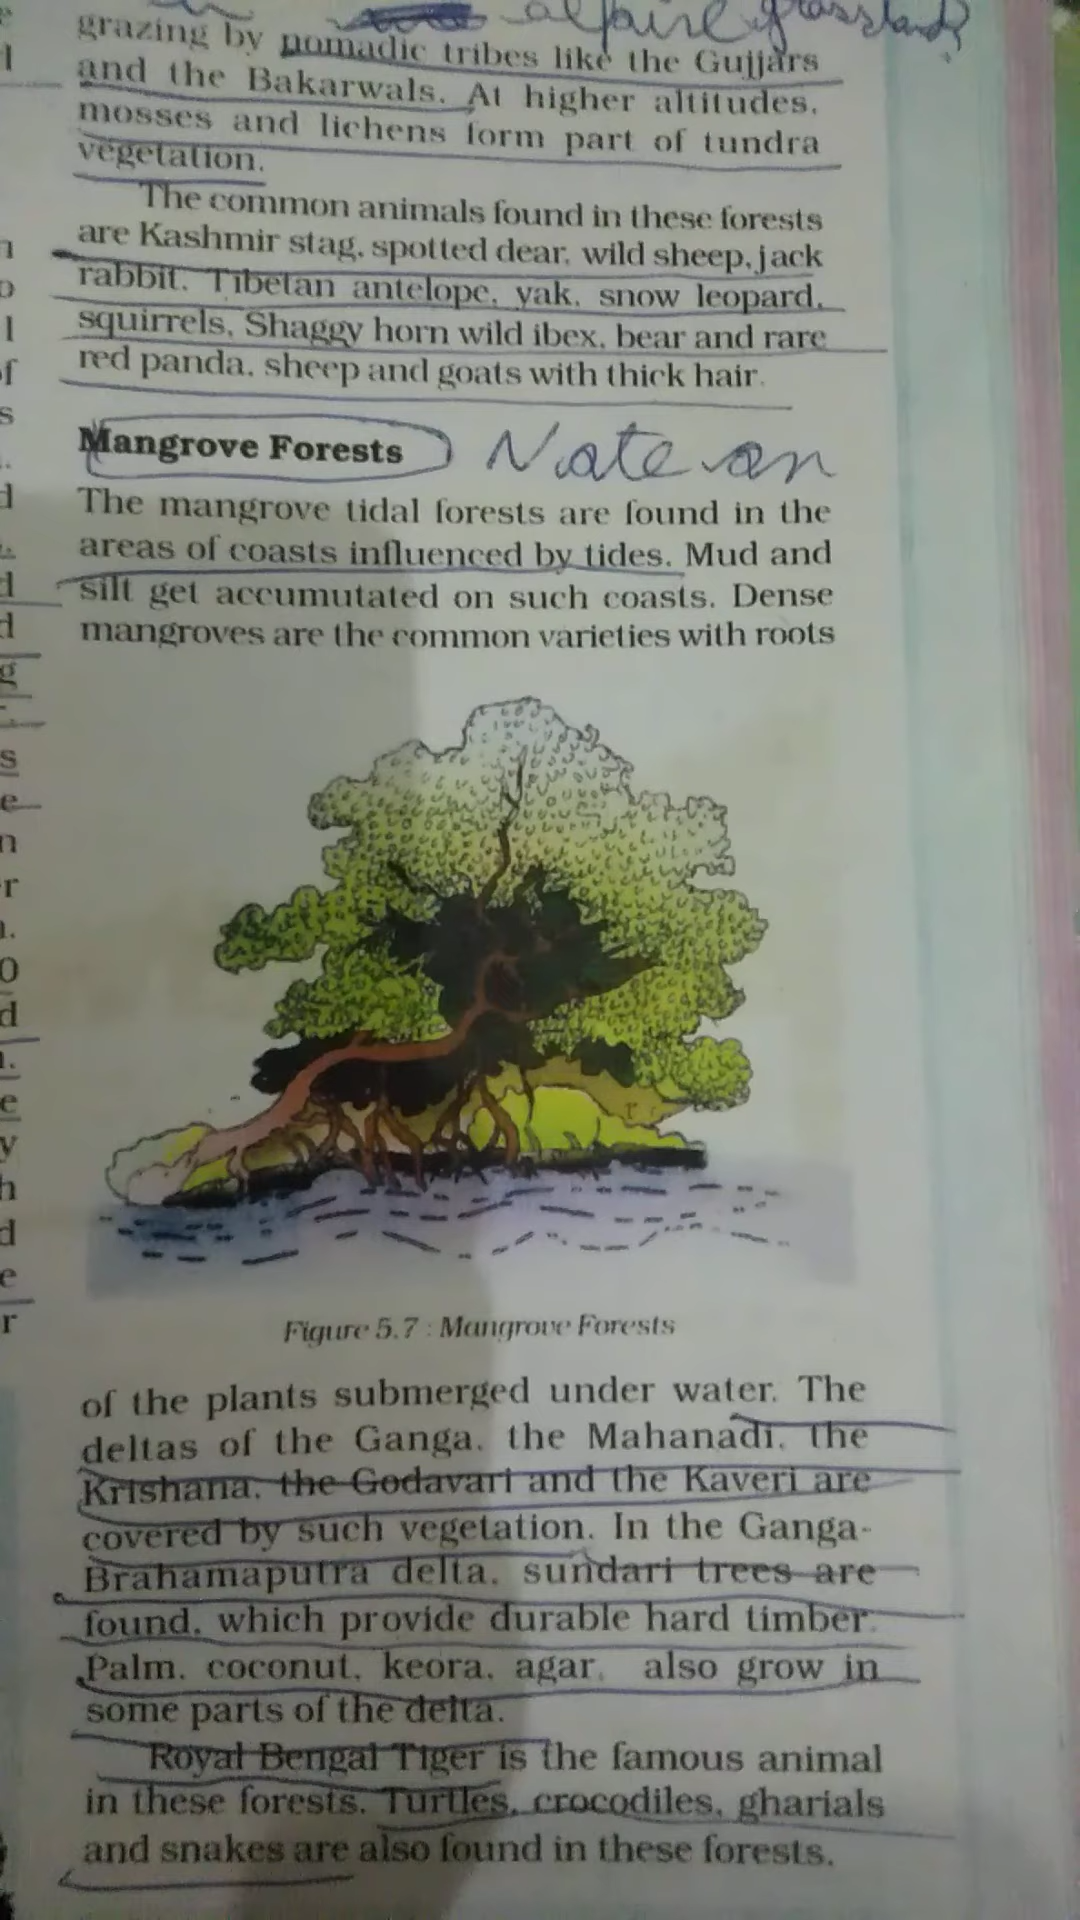 alpine grasslands
grazing by nomadic tribes like the Gujjars
and the Bakarwals. At higher altitudes,
mosses and lichens form part of tundra
vegetation.
The common animals found in these forests
are Kashmir stag, spotted dear, wild sheep, jack
rabbit, Tibetan antelope, yak, snow leopard,
squirrels, Shaggy horn wild ibex, bear and rare
red panda, sheep and goats with thick hair.
Mangrove Forests Note on
The mangrove tidal forests are found in the
areas of coasts influenced by tides. Mud and
silt get accumutated on such coasts. Dense
mangroves are the common varieties with roots
Figure 5.7 : Mangrove Forests
of the plants submerged under water. The
deltas of the Ganga, the Mahanadi, the
Krishana, the Godavari and the Kaveri are
covered by such vegetation. In the Ganga-
Brahamaputra delta, sundari trees are
found, which provide durable hard timber.
Palm, coconut, keora, agar, also grow in
some parts of the delta.
Royal Bengal Tiger is the famous animal
in these forests. Turtles, crocodiles, gharials
and snakes are also found in these forests.